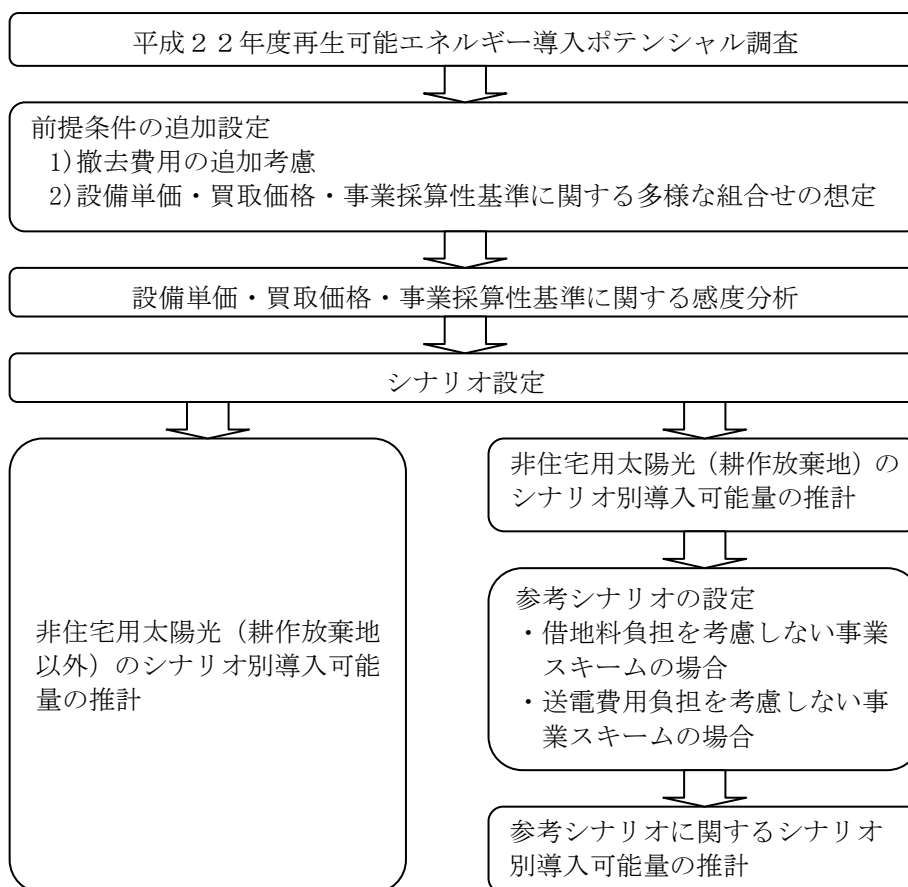 平成２２年度再生可能エネルギー導入ポテンシャル調査
前提条件の追加設定
1)撤去費用の追加考慮
2)設備単価・買取価格・事業採算性基準に関する多様な組合せの想定
設備単価・買取価格・事業採算性基準に関する感度分析
シナリオ設定
非住宅用太陽光（耕作放棄地
以外）のシナリオ別導入可能
量の推計
非住宅用太陽光（耕作放棄地）の
シナリオ別導入可能量の推計
参考シナリオの設定
・借地料負担を考慮しない事業
スキームの場合
・送電費用負担を考慮しない事
業スキームの場合
参考シナリオに関するシナリオ
別導入可能量の推計